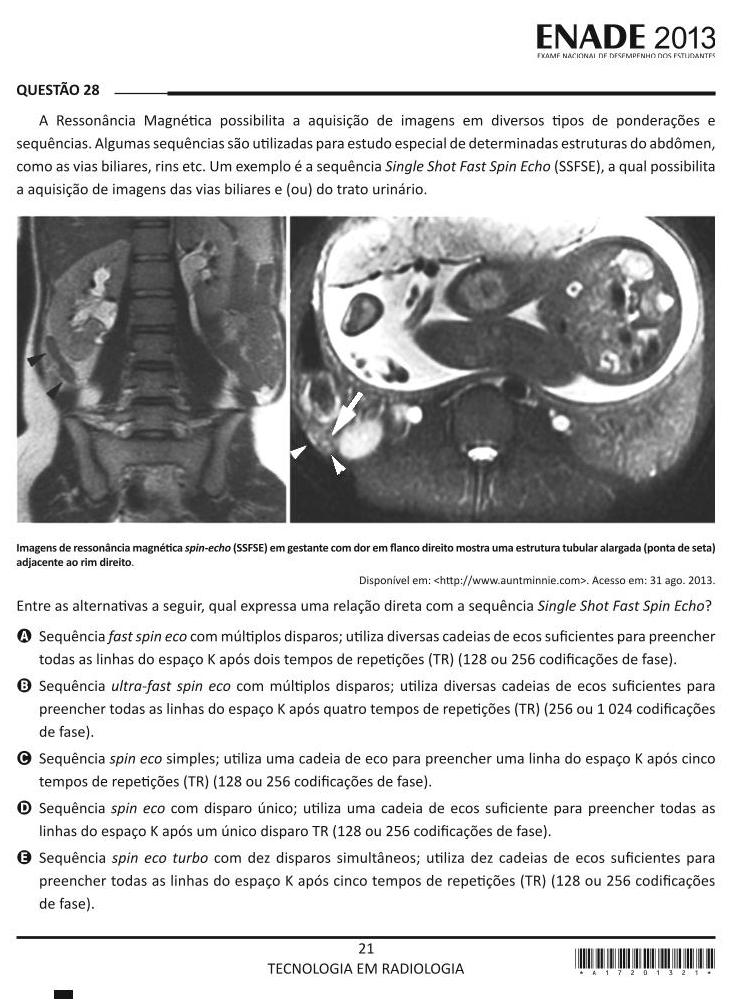 ENADE 2013
EXAME NACIONAL DE DESEMPENHO DOS ESTUDANTES
QUESTÃO 28
A Ressonância Magnética possibilita a aquisição de imagens em diversos tipos de ponderações e
sequências. Algumas sequências são utilizadas para estudo especial de determinadas estruturas do abdômen,
como as vias biliares, rins etc. Um exemplo é a sequência Single Shot Fast Spin Echo (SSFSE), a qual possibilita
a aquisição de imagens das vias biliares e (ou) do trato urinário.
Imagens de ressonância magnética spin-echo (SSFSE) em gestante com dor em flanco direito mostra uma estrutura tubular alargada (ponta de seta)
adjacente ao rim direito.
Disponível em: <http://www.auntminnie.com>. Acesso em: 31 ago. 2013.
Entre as alternativas a seguir, qual expressa uma relação direta com a sequência Single Shot Fast Spin Echo?
A Sequência fast spin eco com múltiplos disparos; utiliza diversas cadeias de ecos suficientes para preencher
todas as linhas do espaço K após dois tempos de repetições (TR) (128 ou 256 codificações de fase).
B Sequência ultra-fast spin eco com múltiplos disparos; utiliza diversas cadeias de ecos suficientes para
preencher todas as linhas do espaço K após quatro tempos de repetições (TR) (256 ou 1 024 codificações
de fase).
C Sequência spin eco simples; utiliza uma cadeia de eco para preencher uma linha do espaço K após cinco
tempos de repetições (TR) (128 ou 256 codificações de fase).
D Sequência spin eco com disparo único; utiliza uma cadeia de ecos suficiente para preencher todas as
linhas do espaço K após um único disparo TR (128 ou 256 codificações de fase).
E Sequência spin eco turbo com dez disparos simultâneos; utiliza dez cadeias de ecos suficientes para
preencher todas as linhas do espaço K após cinco tempos de repetições (TR) (128 ou 256 codificações
de fase).
21
TECNOLOGIA EM RADIOLOGIA
* A 1 7 2 0 1 3 2 1 *